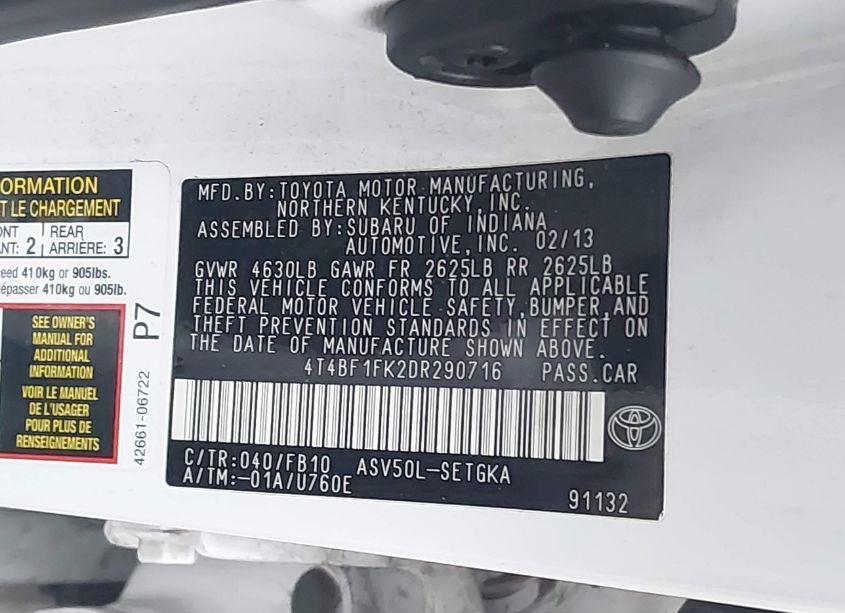 ORMATION
T LE CHARGEMENT
ONT REAR
ANT: 2 ARRIÈRE: 3
ceed 410kg or 905lbs.
dépasser 410kg ou 905lb.
SEE OWNER'S
MANUAL FOR
ADDITIONAL
INFORMATION
VOIR LE MANUEL
DE L'USAGER
POUR PLUS DE
RENSEIGNEMENTS
42661-06722
P7
MFD.BY:TOYOTA MOTOR MANUFACTURING,
NORTHERN KENTUCKY,INC.
ASSEMBLED BY:SUBARU OF INDIANA
AUTOMOTIVE,INC. 02/13
GVWR 4630LB GAWR FR 2625LB RR 2625LB
THIS VEHICLE CONFORMS TO ALL APPLICABLE
FEDERAL MOTOR VEHICLE SAFETY,BUMPER,AND
THEFT PREVENTION STANDARDS IN EFFECT ON
THE DATE OF MANUFACTURE SHOWN ABOVE.
4T4BF1FK2DR290716 PASS.CAR
C/TR:040/FB10 ASV50L-SETGKA
A/TM:-01A/U760E
91132